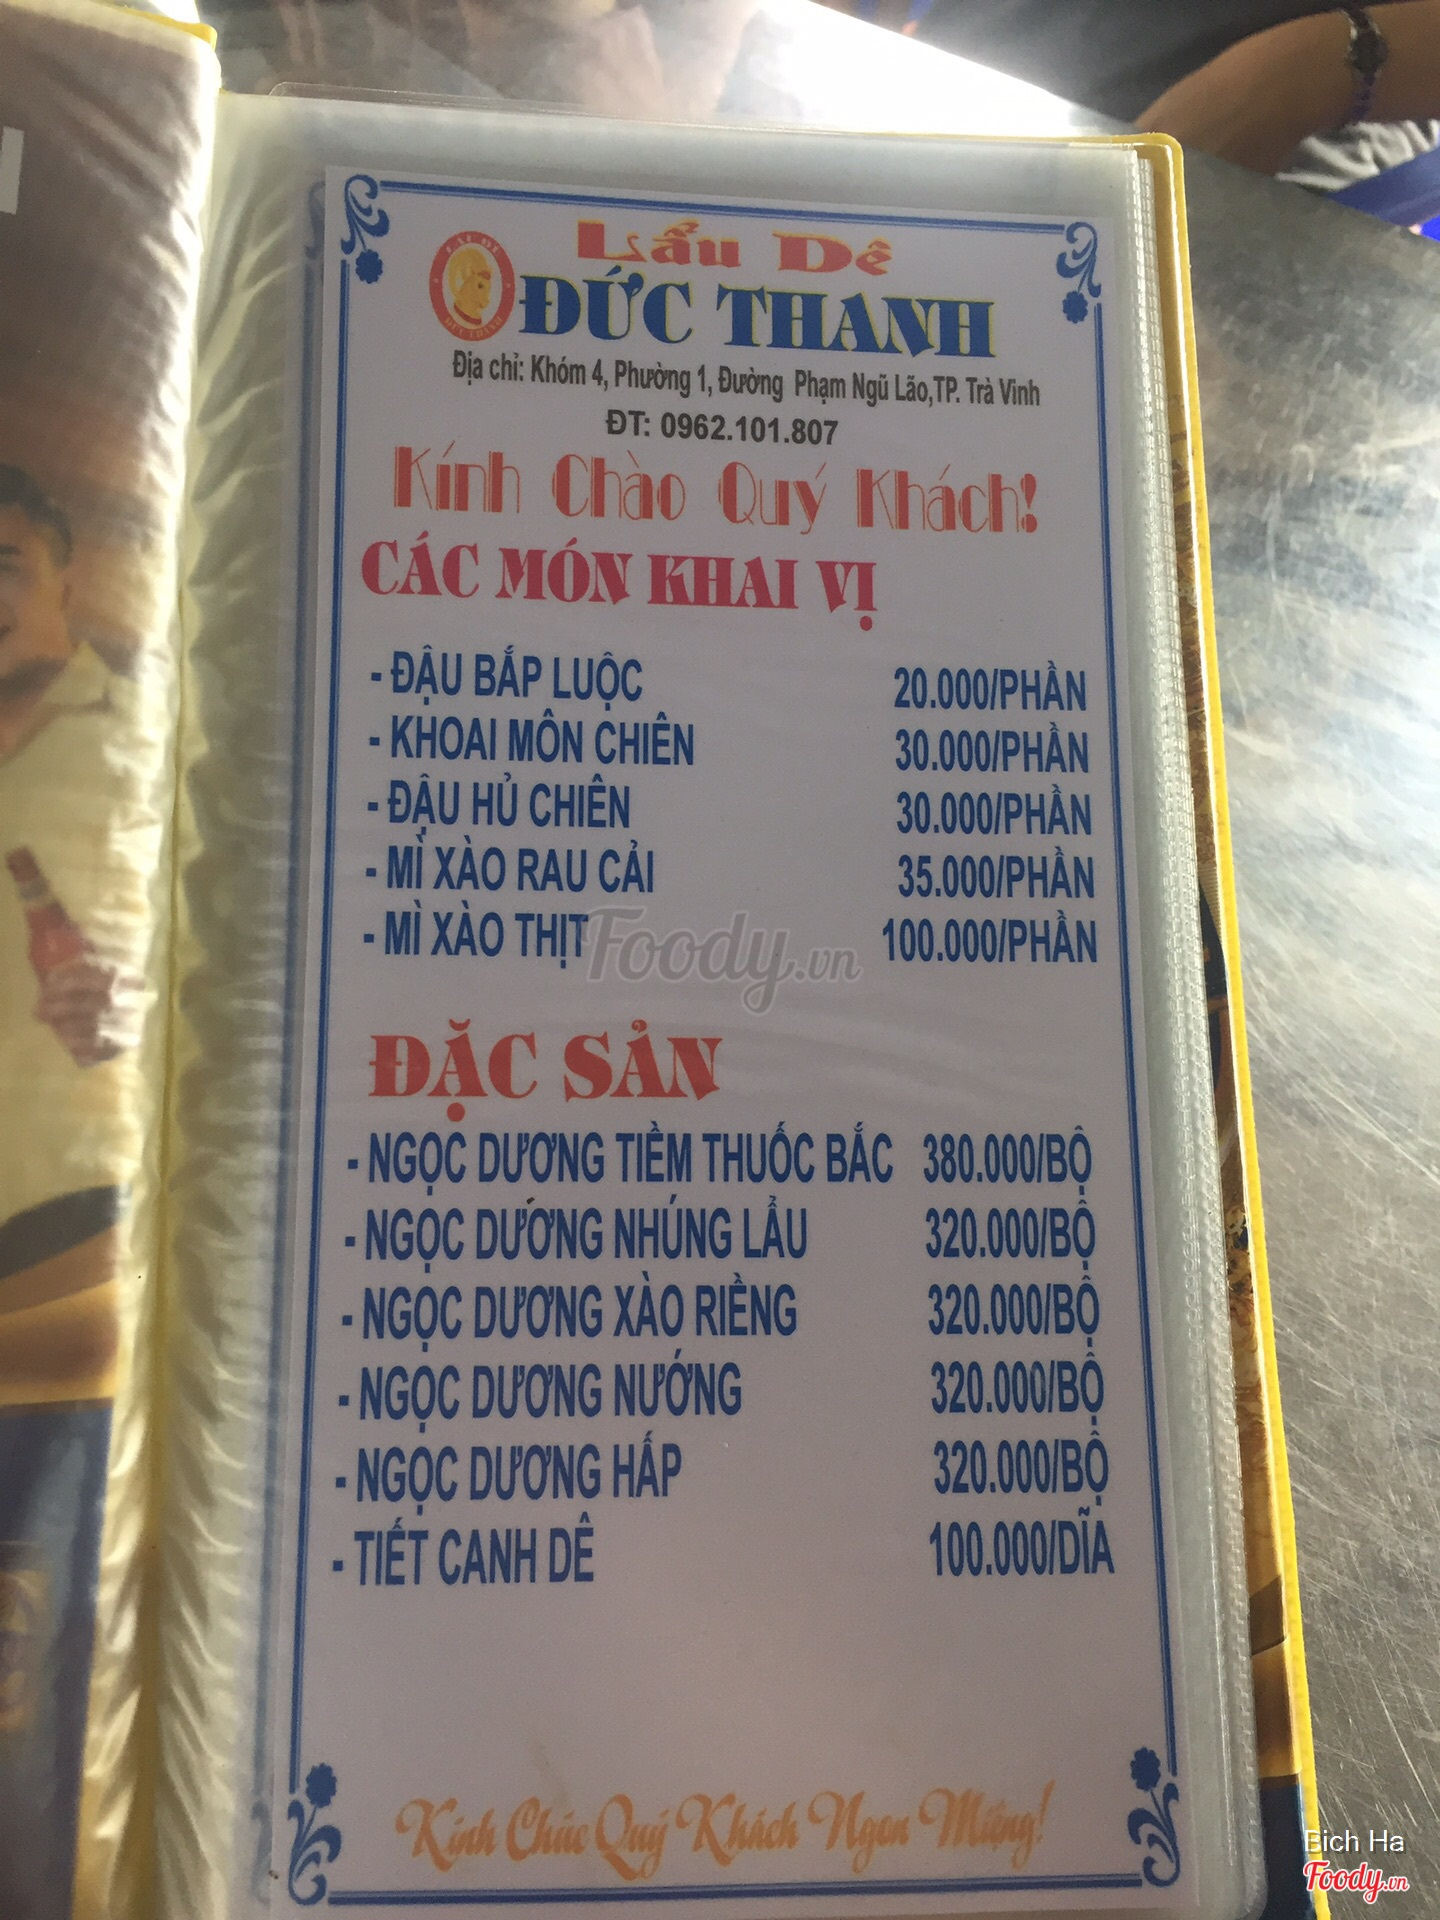 LẨU DÊ
ĐỨC THANH
Lẩu Dê
ĐỨC THANH
Địa chỉ: Khóm 4, Phường 1, Đường Phạm Ngũ Lão,TP. Trà Vinh
ĐT: 0962.101.807
Kính Chào Quý Khách!
CÁC MÓN KHAI VỊ
- ĐẬU BẮP LUỘC 20.000/PHẦN
- KHOAI MÔN CHIÊN 30.000/PHẦN
- ĐẬU HỦ CHIÊN 30.000/PHẦN
- MÌ XÀO RAU CẢI 35.000/PHẦN
- MÌ XÀO THỊT 100.000/PHẦN
Foody.vn
ĐẶC SẢN
- NGỌC DƯƠNG TIỀM THUỐC BẮC 380.000/BỘ
- NGỌC DƯƠNG NHÚNG LẨU 320.000/BỘ
- NGỌC DƯƠNG XÀO RIỀNG 320.000/BỘ
- NGỌC DƯƠNG NƯỚNG 320.000/BỘ
- NGỌC DƯƠNG HẤP 320.000/BỘ
- TIẾT CANH DÊ 100.000/DĨA
Kính Chúc Quý Khách Ngon Miệng!
Bich Ha
Foody.vn